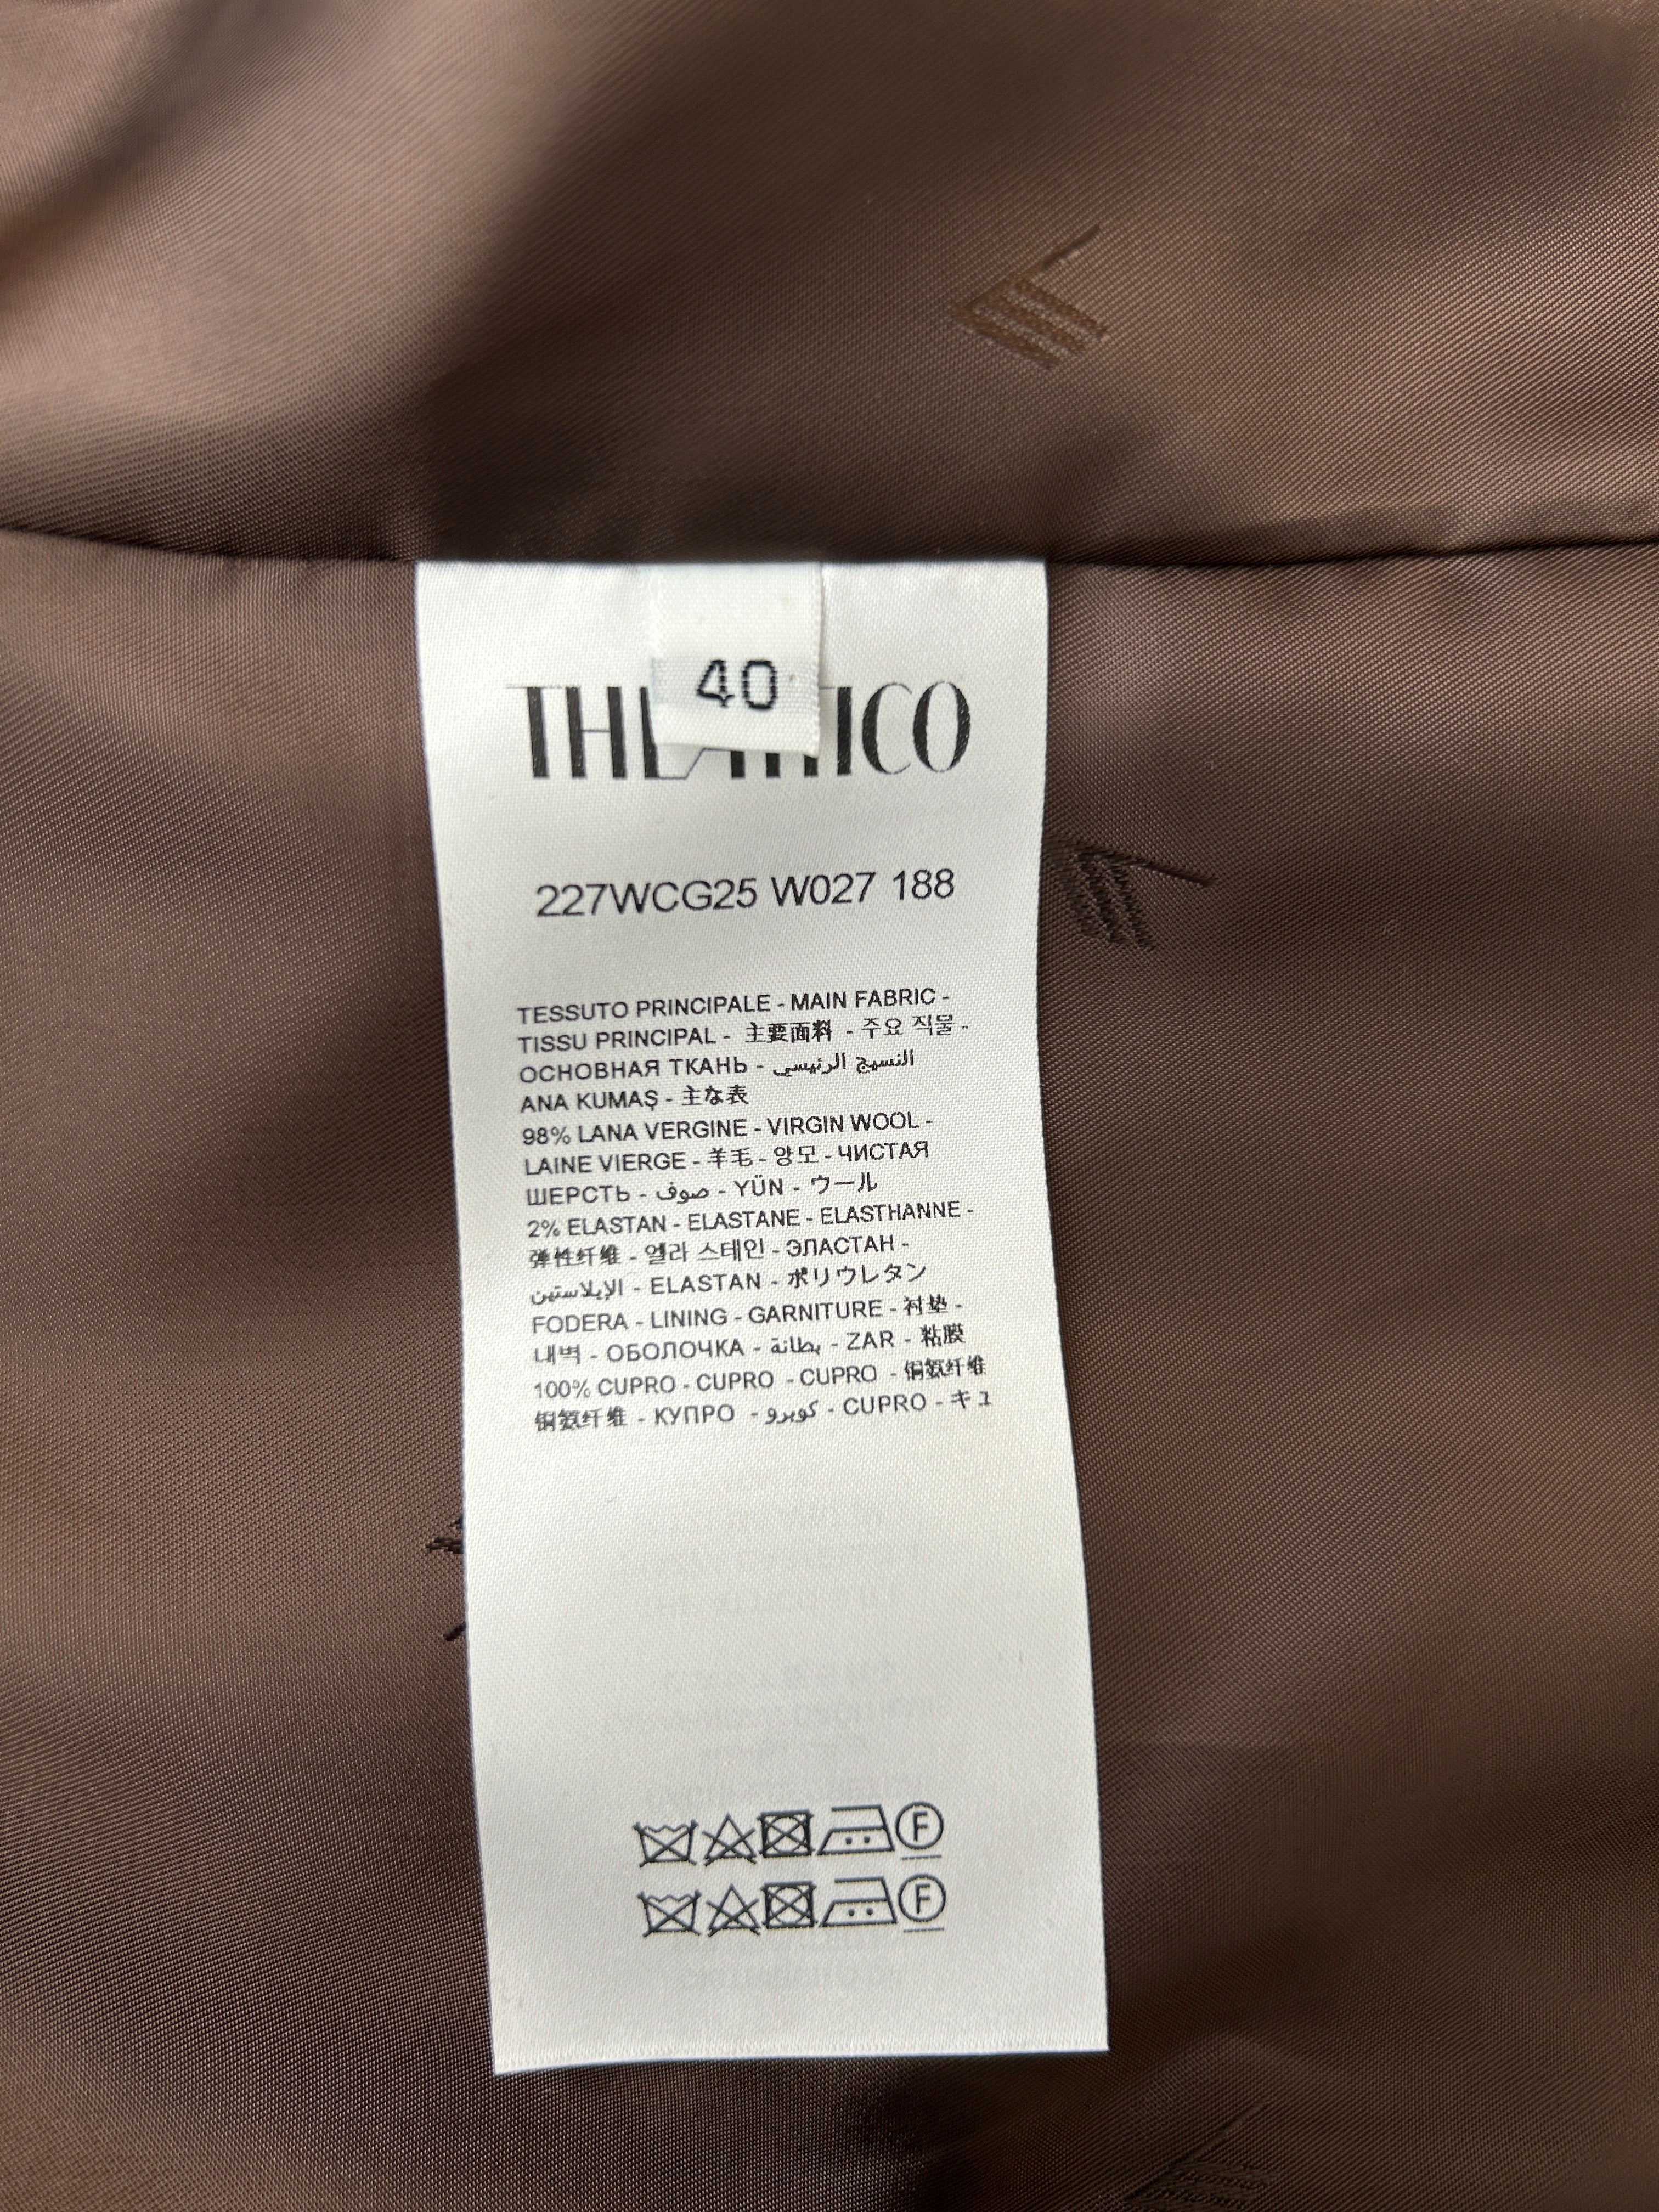 40
227WCG25 W027 188
TESSUTO PRINCIPALE - MAIN FABRIC -
TISSU PRINCIPAL - 主要面料 - 주요 직물 -
ОСНОВНАЯ ТКАНЬ - النسيج الرئيسي
ANA KUMAŞ - 主な表
98% LANA VERGINE - VIRGIN WOOL -
LAINE VIERGE - 羊毛 - 양모 - ЧИСТАЯ
ШЕРСТЬ - صوف - YÜN - ウール
2% ELASTAN - ELASTANE - ELASTHANNE -
弹性纤维 - 엘라 스테인 - ЭЛАСТАН -
الإيلاستين - ELASTAN - ポリウレタン
FODERA - LINING - GARNITURE - 衬垫 -
내벽 - ОБОЛОЧКА - بطانة - ZAR - 粘膜
100% CUPRO - CUPRO - CUPRO - 铜氨纤维
铜氨纤维 - КУПРО - كوبرو - CUPRO - キュ
F
F